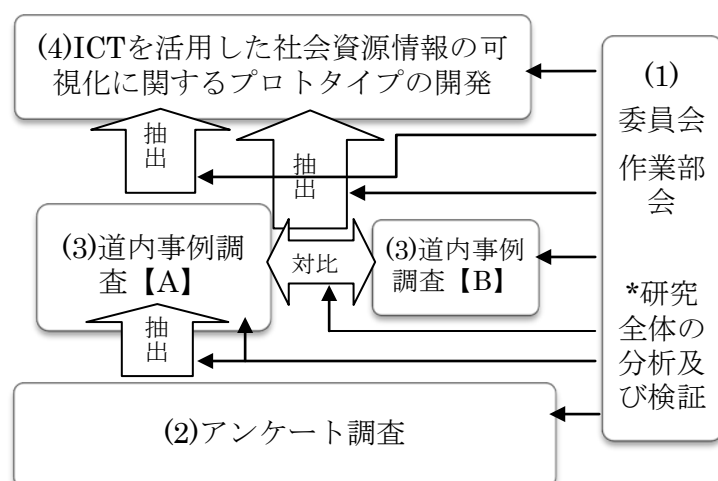 (4)ICTを活用した社会資源情報の可
視化に関するプロトタイプの開発
(1)
委員会
作業部
会
*研究
全体の
分析及
び検証
抽
出
抽
出
(3)道内事例調
査【A】
対比
(3)道内事例
調査【B】
抽
出
(2)アンケート調査